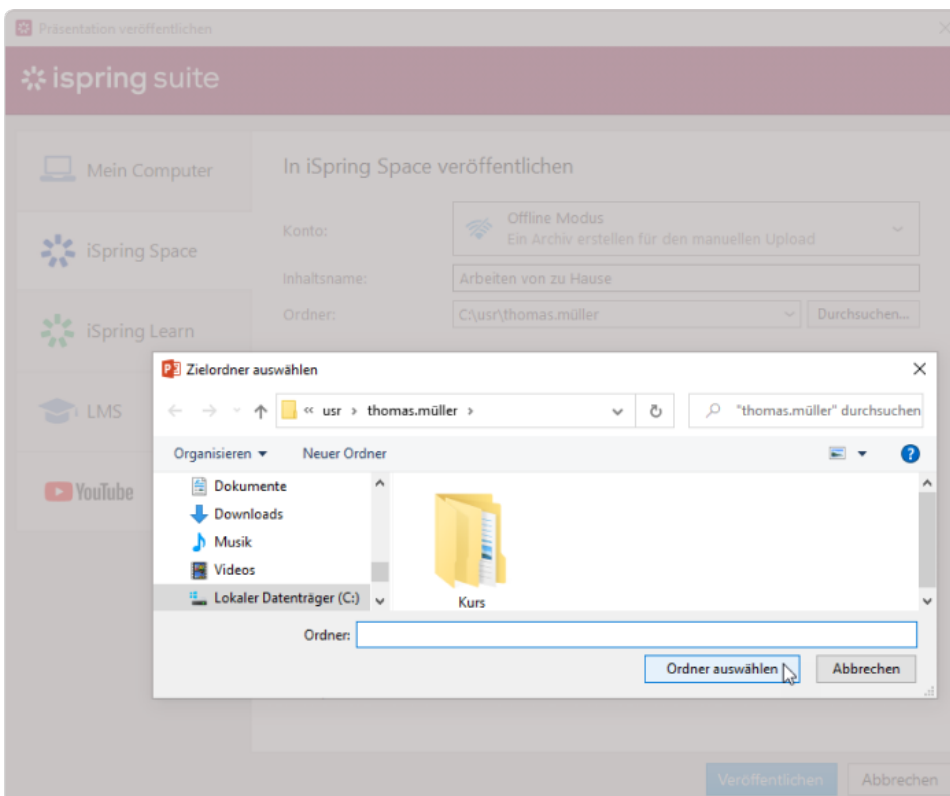 Präsentation veröffentlichen
ispring suite
Mein Computer
iSpring Space
iSpring Learn
LMS
YouTube
In iSpring Space veröffentlichen
Konto:
Offline Modus
Ein Archiv erstellen für den manuellen Upload
Inhaltsname:
Arbeiten von zu Hause
Ordner:
C:\usr\thomas.müller
Durchsuchen...
Zielordner auswählen
« usr › thomas.müller ›
"thomas.müller" durchsuchen
Organisieren
Neuer Ordner
Dokumente
Downloads
Musik
Videos
Lokaler Datenträger (C:)
Kurs
Ordner:
Ordner auswählen
Abbrechen
Veröffentlichen
Abbrechen